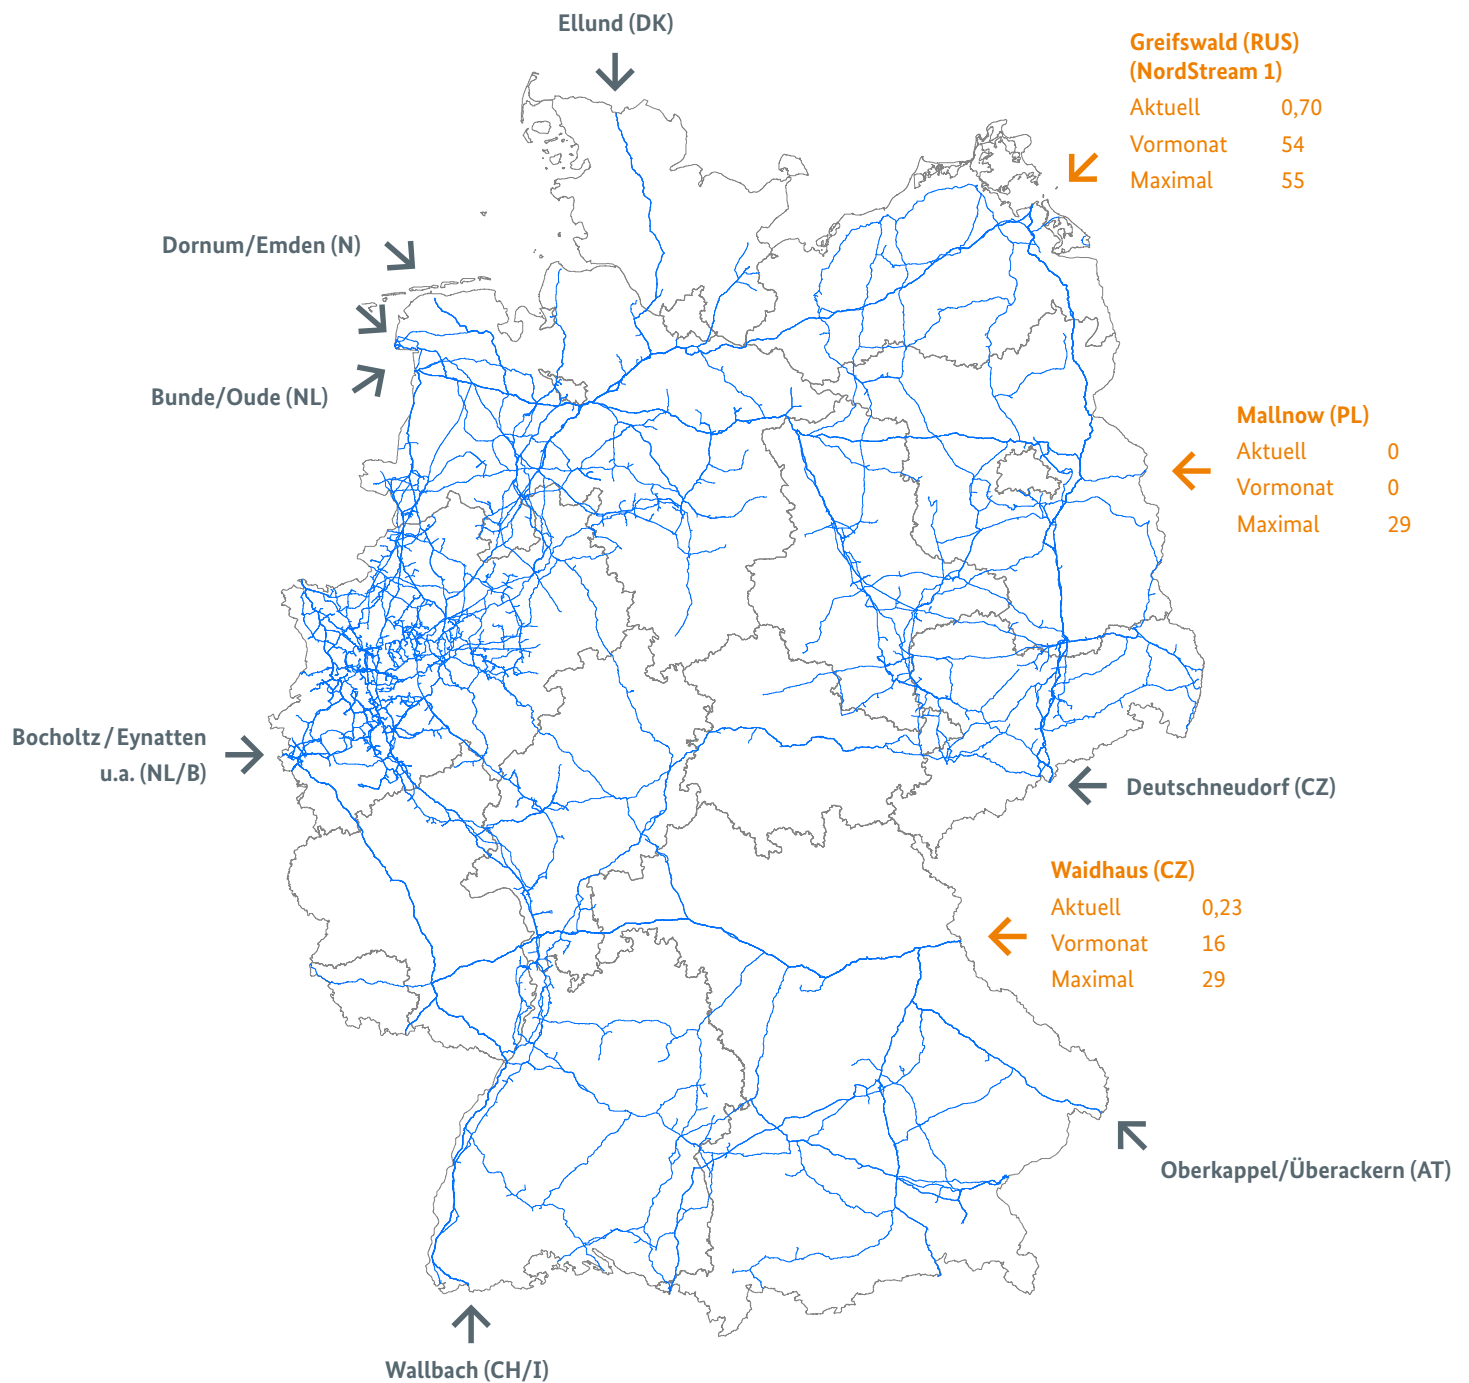 Ellund (DK)
Greifswald (RUS)
(NordStream 1)
Aktuell 0,70
Vormonat 54
Maximal 55
Dornum/Emden (N)
Bunde/Oude (NL)
Mallnow (PL)
Aktuell 0
Vormonat 0
Maximal 29
Bocholtz / Eynatten
u.a. (NL/B)
Deutschneudorf (CZ)
Waidhaus (CZ)
Aktuell 0,23
Vormonat 16
Maximal 29
Oberkappel/Überackern (AT)
Wallbach (CH/I)